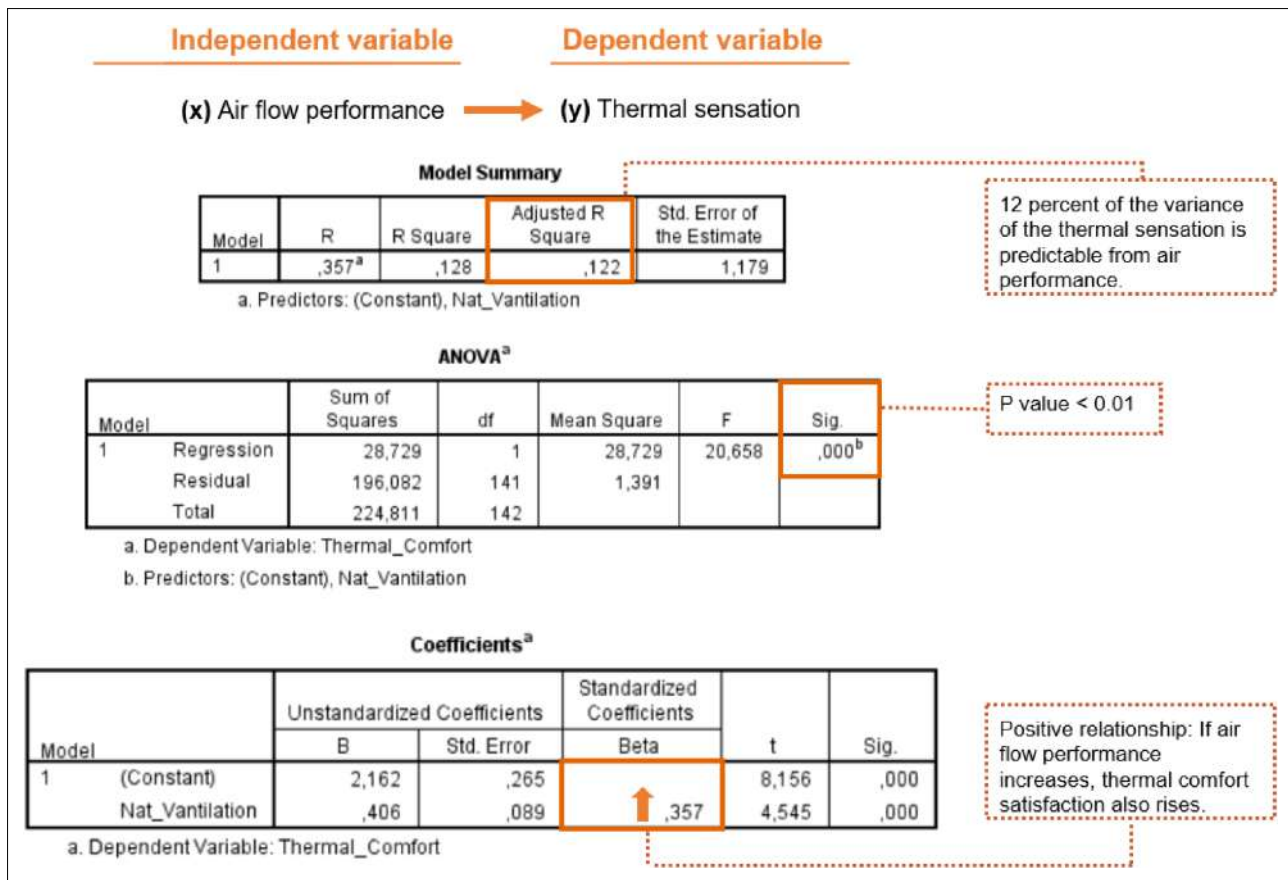 Independent variable Dependent variable
(x) Air flow performance (y) Thermal sensation
Model Summary
Model R R Square Adjusted R Square Std. Error of the Estimate
1 ,357a ,128 ,122 1,179
a. Predictors: (Constant), Nat_Vantilation
12 percent of the variance
of the thermal sensation is
predictable from air
performance.
ANOVAa
Model Sum of Squares df Mean Square F Sig.
1 Regression 28,729 1 28,729 20,658 ,000b
Residual 196,082 141 1,391
Total 224,811 142
a. Dependent Variable: Thermal_Comfort
b. Predictors: (Constant), Nat_Vantilation
P value < 0.01
Coefficientsa
Unstandardized Coefficients Standardized Coefficients
Model B Std. Error Beta t Sig.
1 (Constant) 2,162 ,265 8,156 ,000
Nat_Vantilation ,406 ,089 ,357 4,545 ,000
a. Dependent Variable: Thermal_Comfort
Positive relationship: If air
flow performance
increases, thermal comfort
satisfaction also rises.